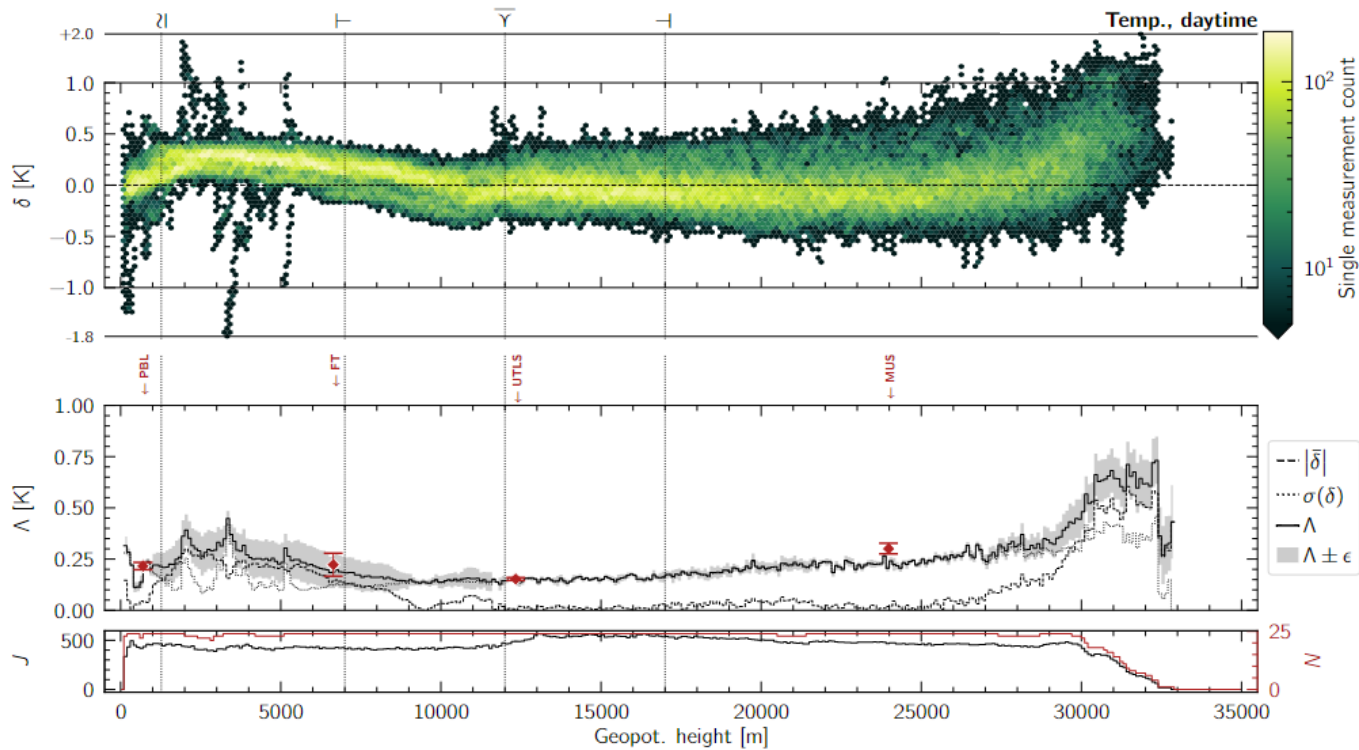 Temp., daytime
+2.0
1.0
0.5
0.0
−0.5
−1.0
-1.8
δ [K]
10²
10¹
Single measurement count
← PBL
← FT
← UTLS
← MUS
1.00
0.75
0.50
0.25
0.00
Λ [K]
|δ̄|
σ(δ)
Λ
Λ ± ϵ
500
0
J
25
0
N
0 5000 10000 15000 20000 25000 30000 35000
Geopot. height [m]